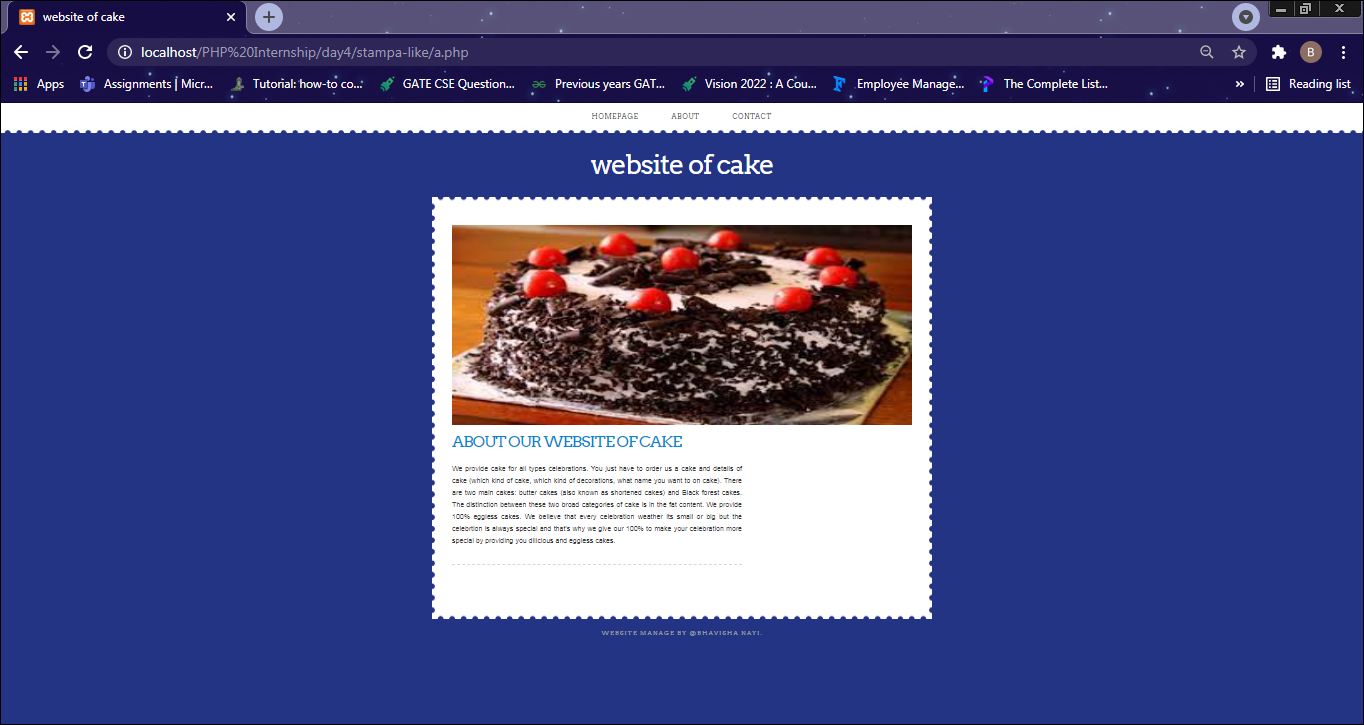 website of cake
localhost/PHP%20Internship/day4/stampa-like/a.php
B
Apps Assignments | Micr... Tutorial: how-to co... GATE CSE Question... Previous years GAT... Vision 2022 : A Cou... Employee Manage... The Complete List... » Reading list
HOMEPAGE ABOUT CONTACT
website of cake
ABOUT OUR WEBSITE OF CAKE
We provide cake for all types celebrations. You just have to order us a cake and details of
cake (which kind of cake, which kind of decorations, what name you want to on cake). There
are two main cakes: butter cakes (also known as shortened cakes) and Black forest cakes.
The distinction between these two broad categories of cake is in the fat content. We provide
100% eggless cakes. We believe that every celebration weather its small or big but the
celebrtion is always special and that's why we give our 100% to make your celebration more
special by providing you dilicious and eggless cakes.
WEBSITE MANAGE BY @BHAVISHA NAYI.